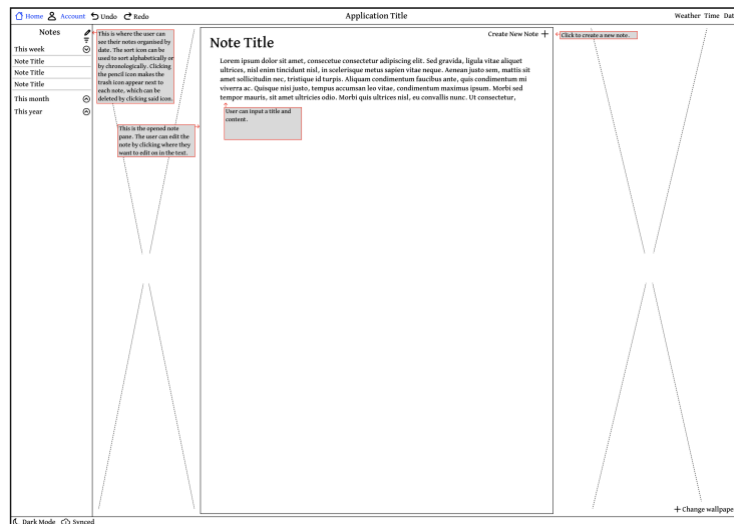 Home Account Undo Redo Application Title Weather Time Dat
Notes
This week
Note Title
Note Title
Note Title
This month
This year
This is where the user can
see their notes organised by
date. The sort icon can be
used to sort alphabetically or
by chronologically. Clicking
the pencil icon makes the
trash icon appear next to
each note, which can be
deleted by clicking said icon.
This is the opened note
pane. The user can edit the
note by clicking where they
want to edit on in the text.
Create New Note +
Click to create a new note.
Note Title
Lorem ipsum dolor sit amet, consecetue consectetur adipiscing elit. Sed gravida, ligula vitae aliquet
ultrices, nisl enim tincidunt nisl, in scelerisque metus sapien vitae neque. Aenean justo sem, mattis sit
amet sollicitudin nec, tristique id turpis. Aliquam condimentum faucibus ante, quis condimentum mi
viverra ac. Quisque nisi justo, tempus accumsan leo vitae, condimentum maximus ipsum. Morbi sed
tempor mauris, sit amet ultricies odio. Morbi quis ultrices nisl, eu convallis nunc. Ut consectetur,
User can input a title and
content.
+ Change wallpape
Dark Mode Synced